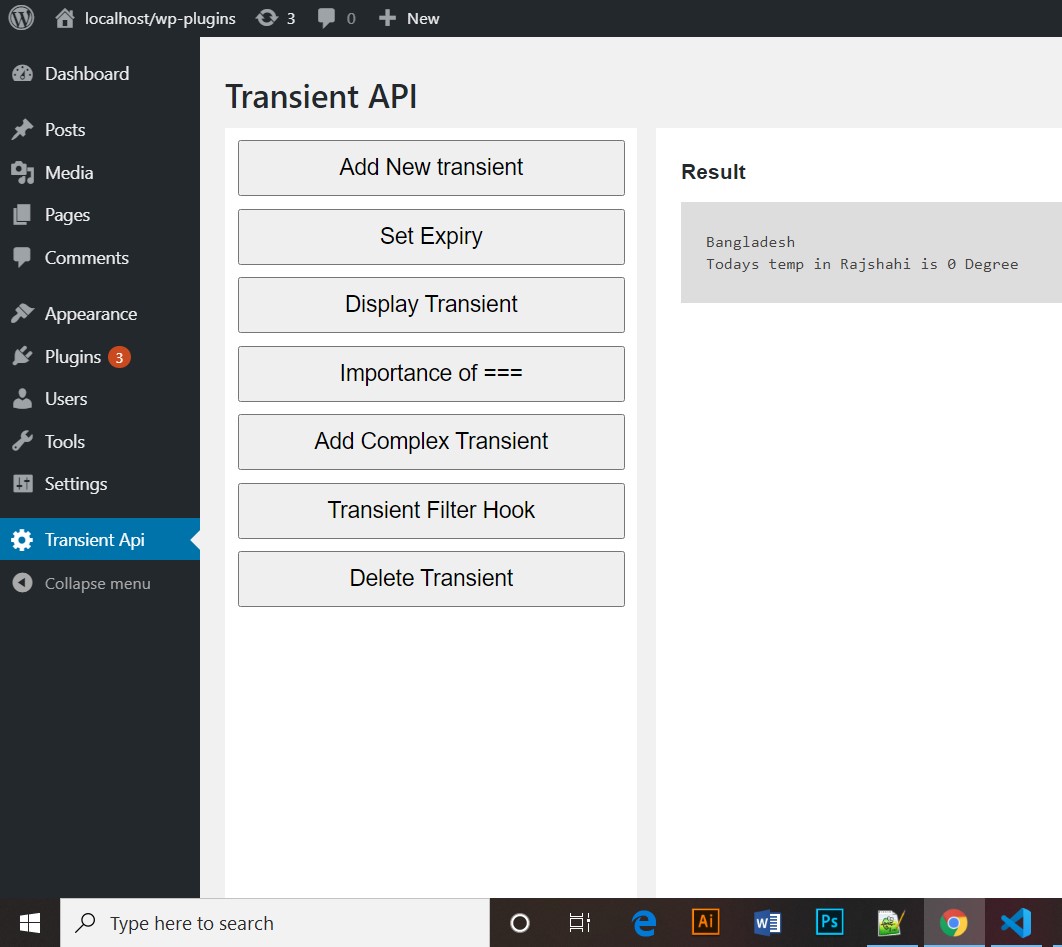 localhost/wp-plugins 3 0 New
Dashboard
Posts
Media
Pages
Comments
Appearance
Plugins 3
Users
Tools
Settings
Transient Api
Collapse menu
Transient API
Add New transient
Set Expiry
Display Transient
Importance of ===
Add Complex Transient
Transient Filter Hook
Delete Transient
Result
Bangladesh
Todays temp in Rajshahi is 0 Degree
Type here to search
Ai
Ps